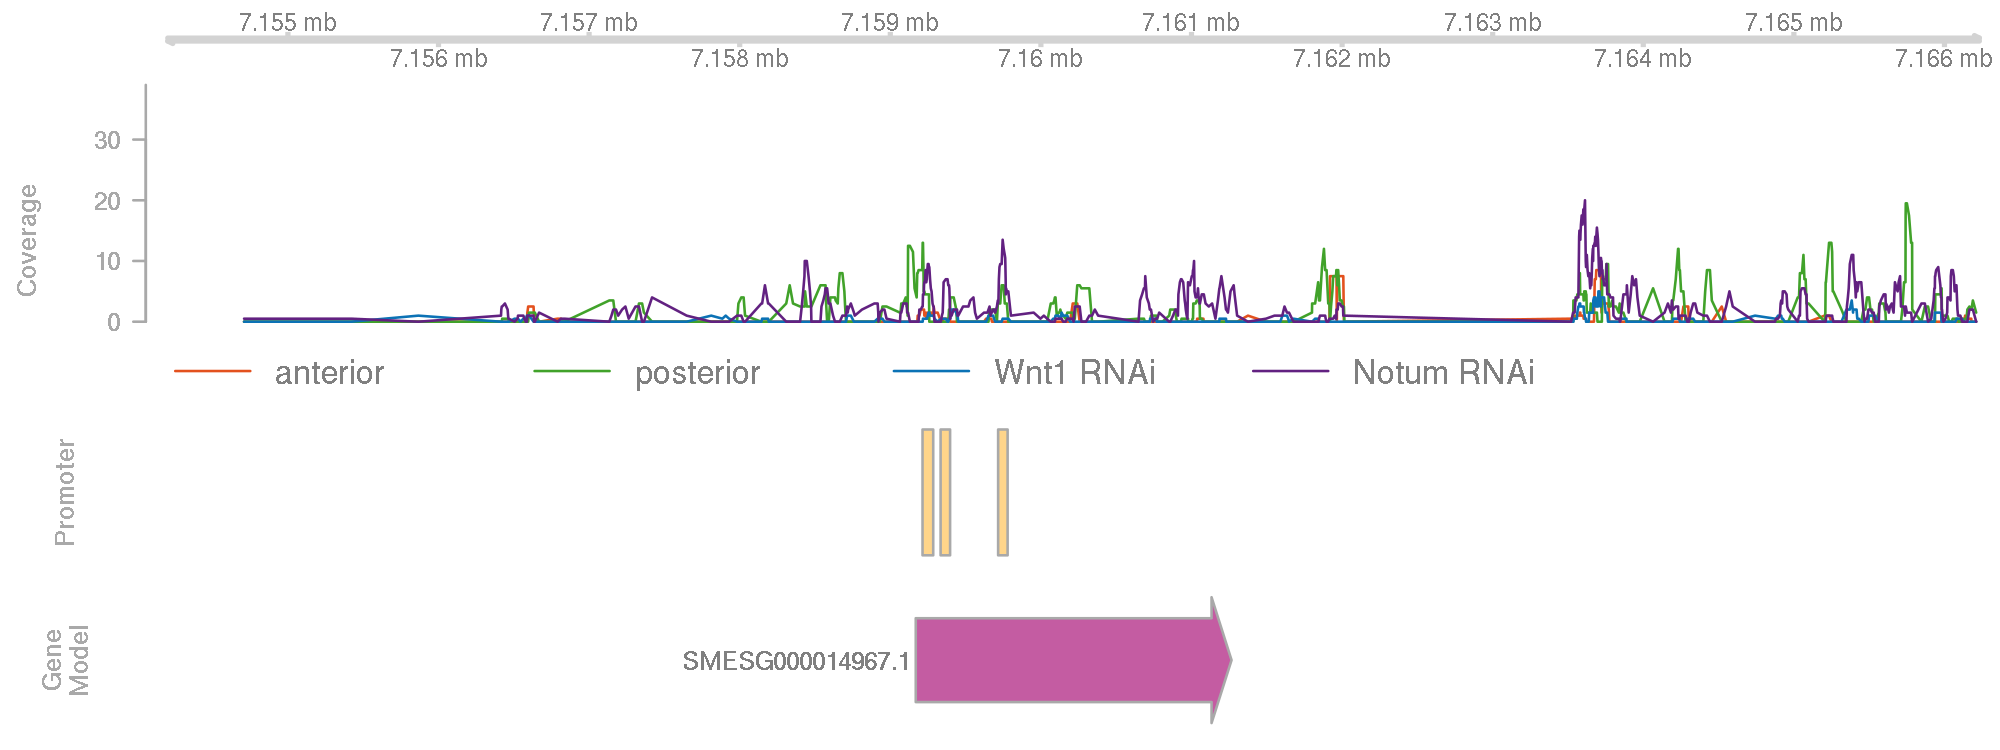 7.155 mb 7.157 mb 7.159 mb 7.161 mb 7.163 mb 7.165 mb
7.156 mb 7.158 mb 7.16 mb 7.162 mb 7.164 mb 7.166 mb
Coverage
30
20
10
0
anterior posterior Wnt1 RNAi Notum RNAi
Promoter
0
Gene
Model
SMESG000014967.1